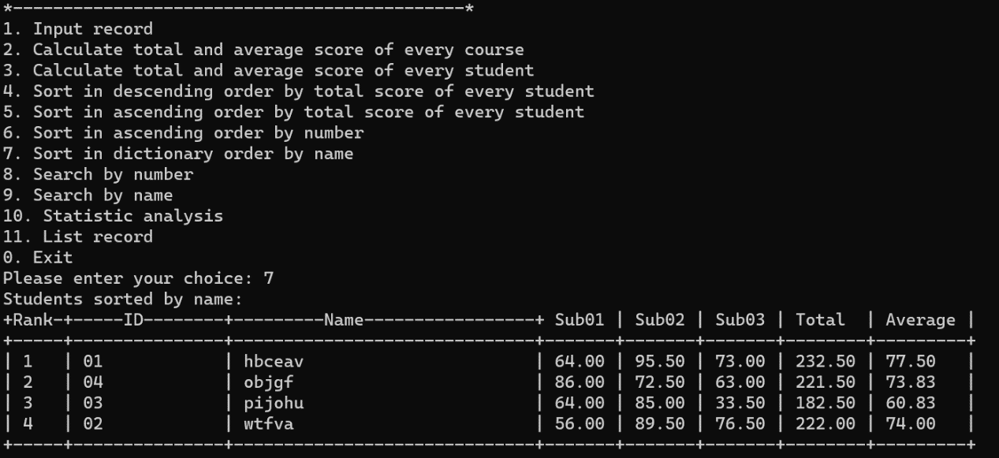 *---------------------------------------------*
1. Input record
2. Calculate total and average score of every course
3. Calculate total and average score of every student
4. Sort in descending order by total score of every student
5. Sort in ascending order by total score of every student
6. Sort in ascending order by number
7. Sort in dictionary order by name
8. Search by number
9. Search by name
10. Statistic analysis
11. List record
0. Exit
Please enter your choice: 7
Students sorted by name:
+Rank-+-----ID--------+---------Name-----------------+ Sub01 | Sub02 | Sub03 | Total  | Average |
+-----+---------------+------------------------------+-------+-------+-------+--------+---------+
| 1   | 01            | hbceav                       | 64.00 | 95.50 | 73.00 | 232.50 | 77.50   |
| 2   | 04            | objgf                        | 86.00 | 72.50 | 63.00 | 221.50 | 73.83   |
| 3   | 03            | pijohu                       | 64.00 | 85.00 | 33.50 | 182.50 | 60.83   |
| 4   | 02            | wtfva                        | 56.00 | 89.50 | 76.50 | 222.00 | 74.00   |
+-----+---------------+------------------------------+-------+-------+-------+--------+---------+